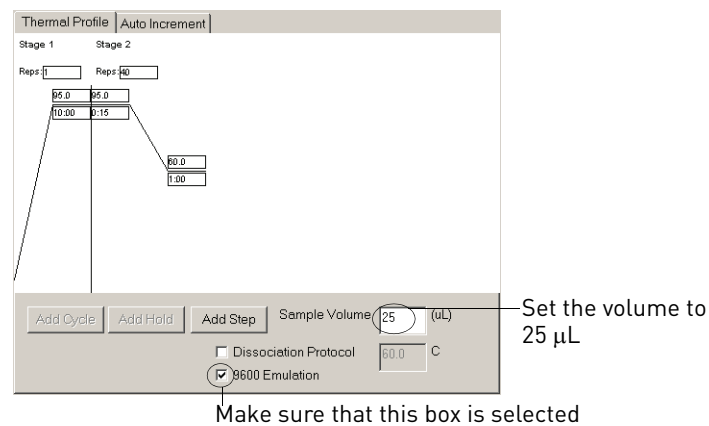 Thermal Profile Auto Increment
Stage 1 Stage 2
Reps: 1 Reps: 40
95.0 95.0
10:00 0:15
60.0
1:00
Add Cycle Add Hold Add Step Sample Volume 25 (uL)
Set the volume to
25 µL
Dissociation Protocol 60.0 C
9600 Emulation
Make sure that this box is selected